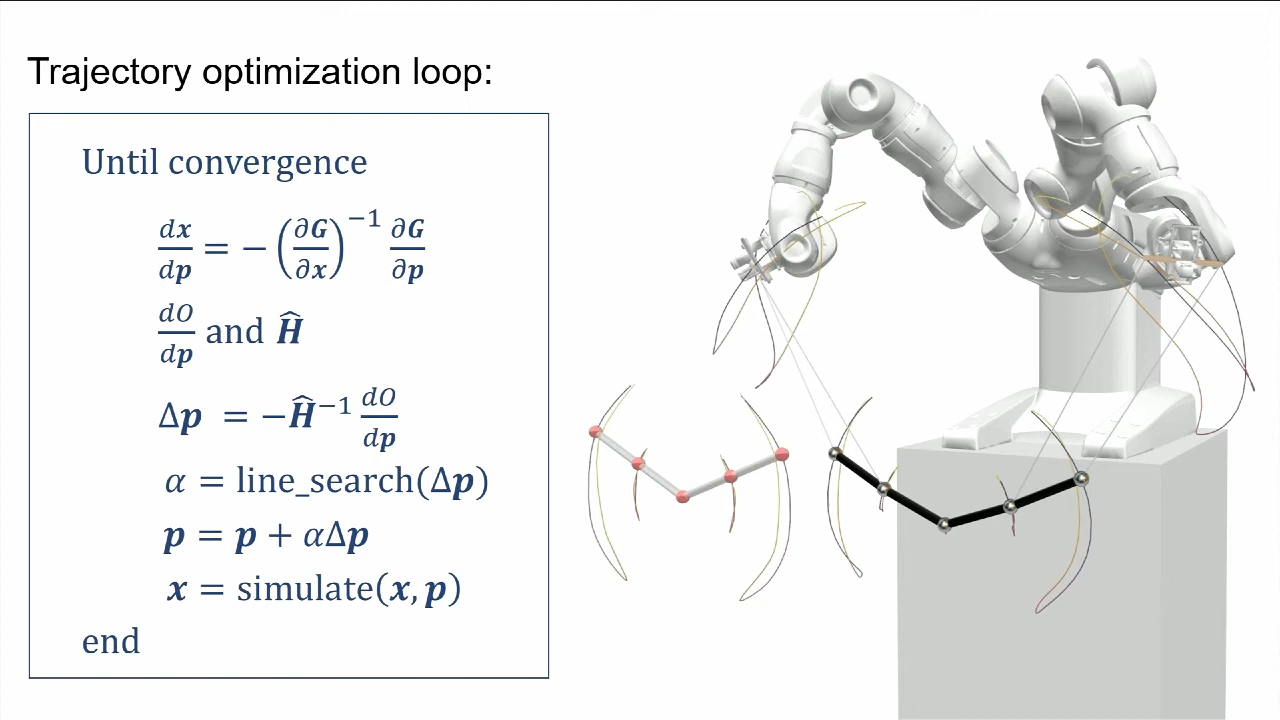 Trajectory optimization loop:
Until convergence
d𝒙/d𝒑 = −(∂𝑮/∂𝒙)⁻¹ ∂𝑮/∂𝒑
dO/d𝒑 and 𝑯̂
Δ𝒑 = −𝑯̂⁻¹ dO/d𝒑
α = line_search(Δ𝒑)
𝒑 = 𝒑 + αΔ𝒑
𝒙 = simulate(𝒙, 𝒑)
end